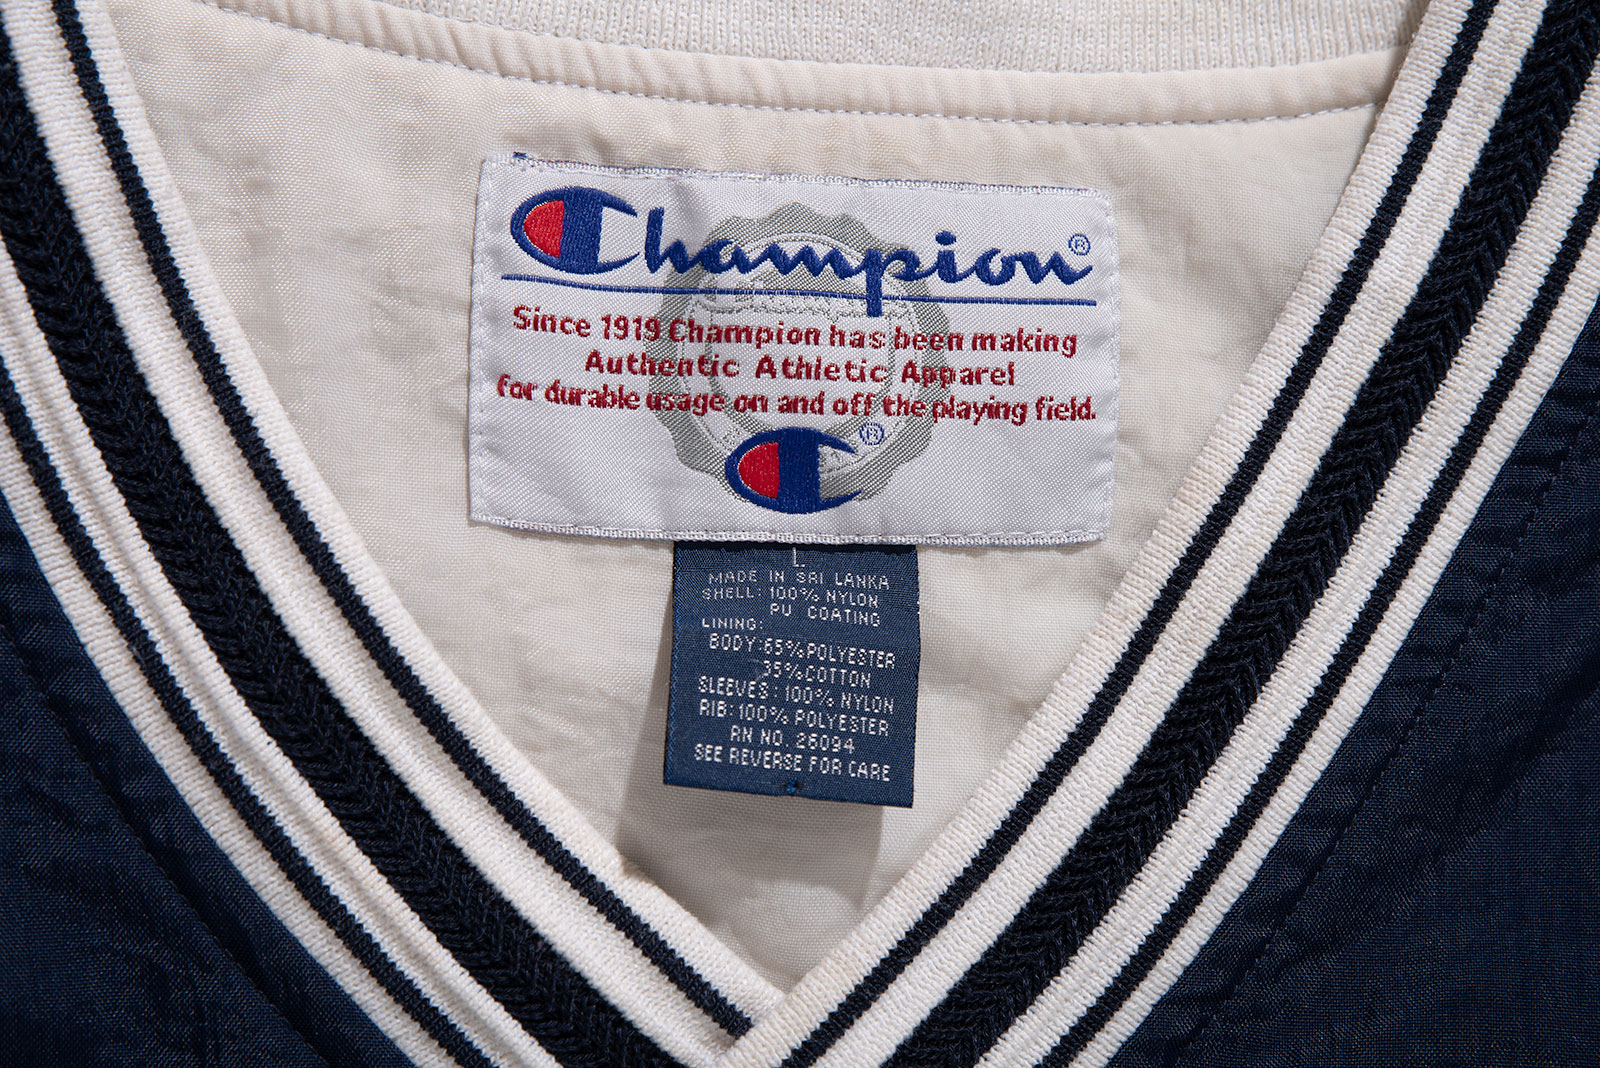 Champion®
Since 1919 Champion has been making
Authentic Athletic Apparel
for durable usage on and off the playing field.
®
L
MADE IN SRI LANKA
SHELL: 100% NYLON
PU COATING
LINING:
BODY:65%POLYESTER
35%COTTON
SLEEVES:100% NYLON
RIB:100% POLYESTER
RN NO. 26094
SEE REVERSE FOR CARE